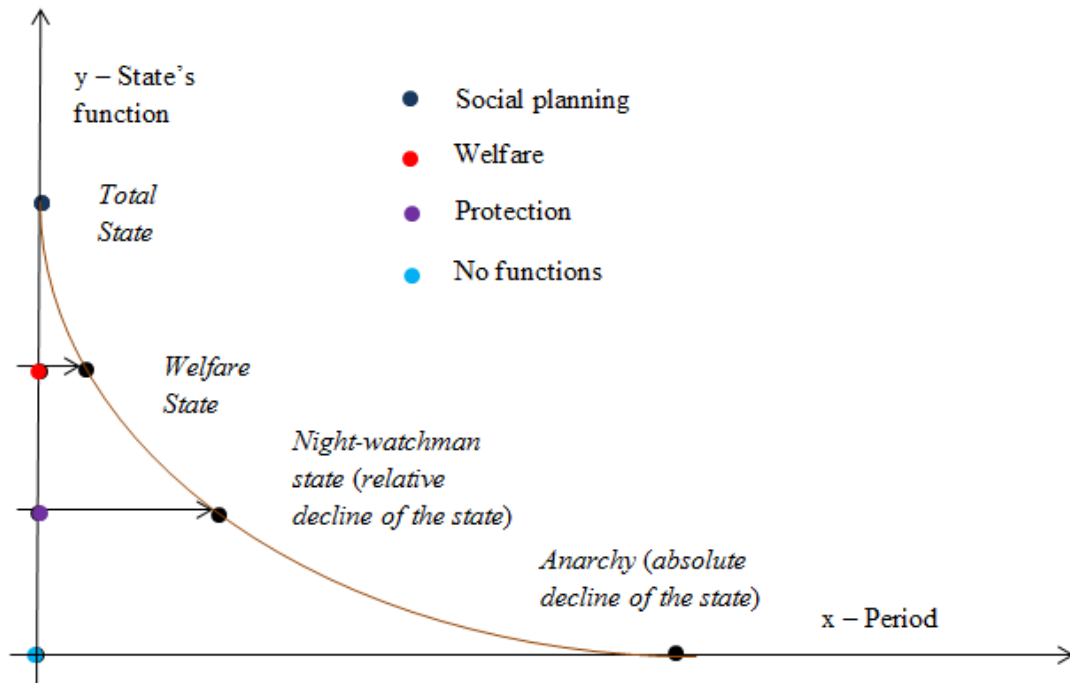 y – State's
function
Social planning
Welfare
Protection
No functions
Total
State
Welfare
State
Night-watchman
state (relative
decline of the state)
Anarchy (absolute
decline of the state)
x – Period